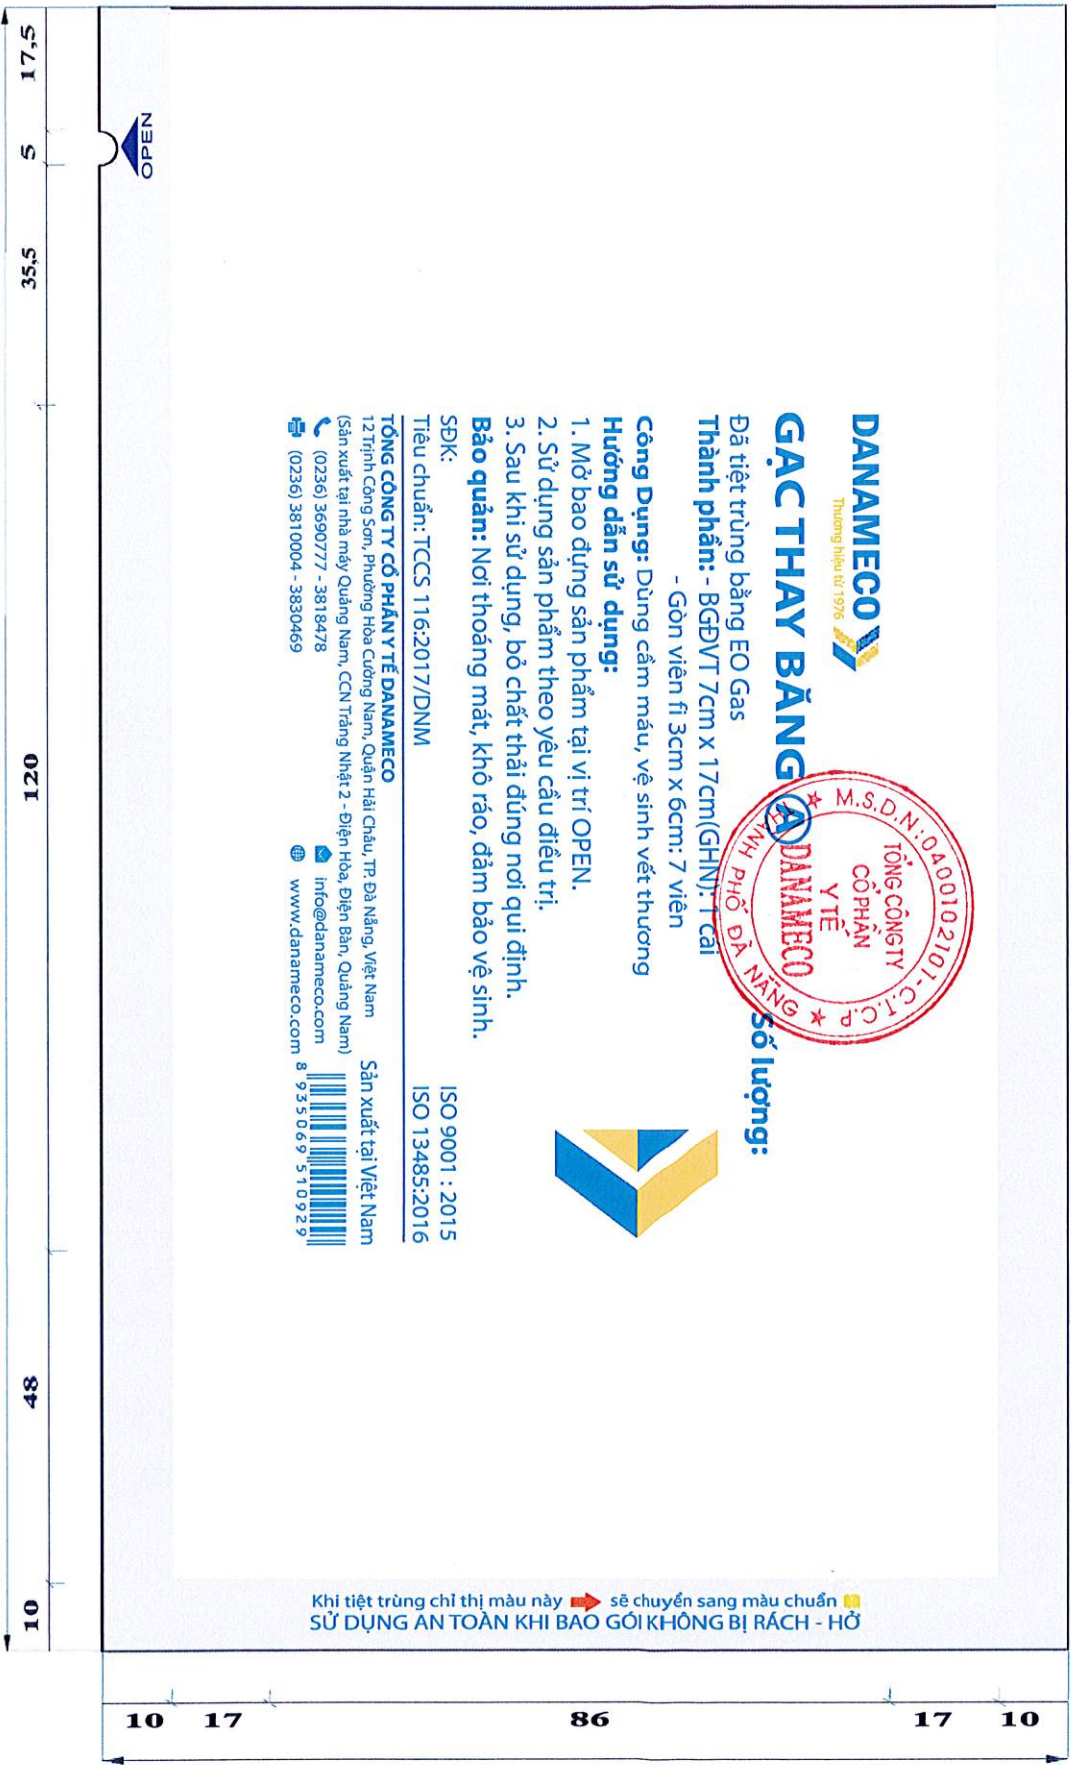 DANAMECO
Thương hiệu từ 1976
GẠC THAY BĂNG A
Số lượng:
Đã tiệt trùng bằng EO Gas
Thành phần: - BGĐVT 7cm x 17cm(GHN): 1 cái
- Gòn viên fi 3cm x 6cm: 7 viên
Công Dụng: Dùng cầm máu, vệ sinh vết thương
Hướng dẫn sử dụng:
1. Mở bao đựng sản phẩm tại vị trí OPEN.
2. Sử dụng sản phẩm theo yêu cầu điều trị.
3. Sau khi sử dụng, bỏ chất thải đúng nơi qui định.
Bảo quản: Nơi thoáng mát, khô ráo, đảm bảo vệ sinh.
SĐK:
ISO 9001 : 2015
Tiêu chuẩn: TCCS 116:2017/DNM
ISO 13485:2016
TỔNG CÔNG TY CỔ PHẦN Y TẾ DANAMECO
12 Trịnh Công Sơn, Phường Hòa Cường Nam, Quận Hải Châu, TP. Đà Nẵng, Việt Nam
Sản xuất tại Việt Nam
(Sản xuất tại nhà máy Quảng Nam, CCN Trảng Nhật 2 - Điện Hòa, Điện Bàn, Quảng Nam)
(0236) 3690777 - 3818478
info@danameco.com
(0236) 3810004 - 3830469
www.danameco.com
8 935069 510929
M.S.D.N:0400102101-C.T.C.P
TỔNG CÔNG TY
CỔ PHẦN
Y TẾ
DANAMECO
THÀNH PHỐ ĐÀ NẴNG
OPEN
Khi tiệt trùng chỉ thị màu này sẽ chuyển sang màu chuẩn
SỬ DỤNG AN TOÀN KHI BAO GÓI KHÔNG BỊ RÁCH - HỞ
17,5
5
35,5
120
48
10
10
17
86
17
10